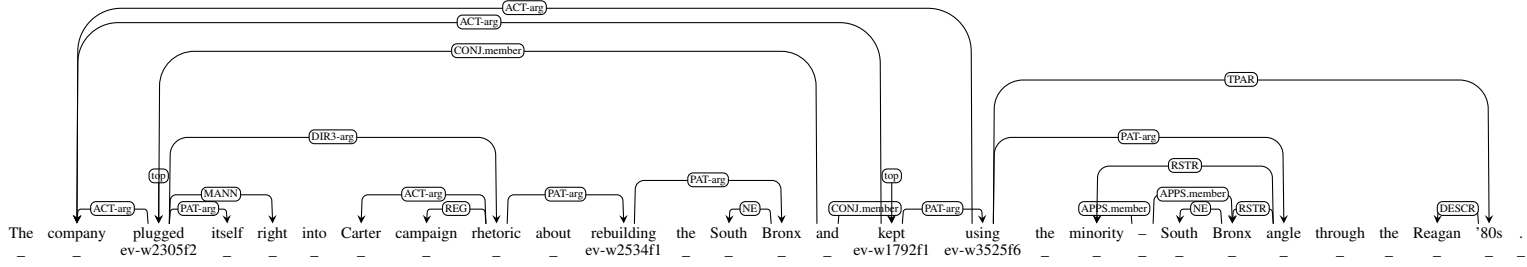 ACT-arg
ACT-arg
CONJ.member
TPAR
DIR3-arg PAT-arg
top PAT-arg RSTR top
MANN ACT-arg PAT-arg APPS.member
ACT-arg PAT-arg REG NE CONJ.member PAT-arg APPS.member NE RSTR DESCR
The company plugged itself right into Carter campaign rhetoric about rebuilding the South Bronx and kept using the minority – South Bronx angle through the Reagan '80s .
_ _ ev-w2305f2 _ _ _ _ _ _ _ ev-w2534f1 _ _ _ _ ev-w1792f1 ev-w3525f6 _ _ _ _ _ _ _ _ _ _ _